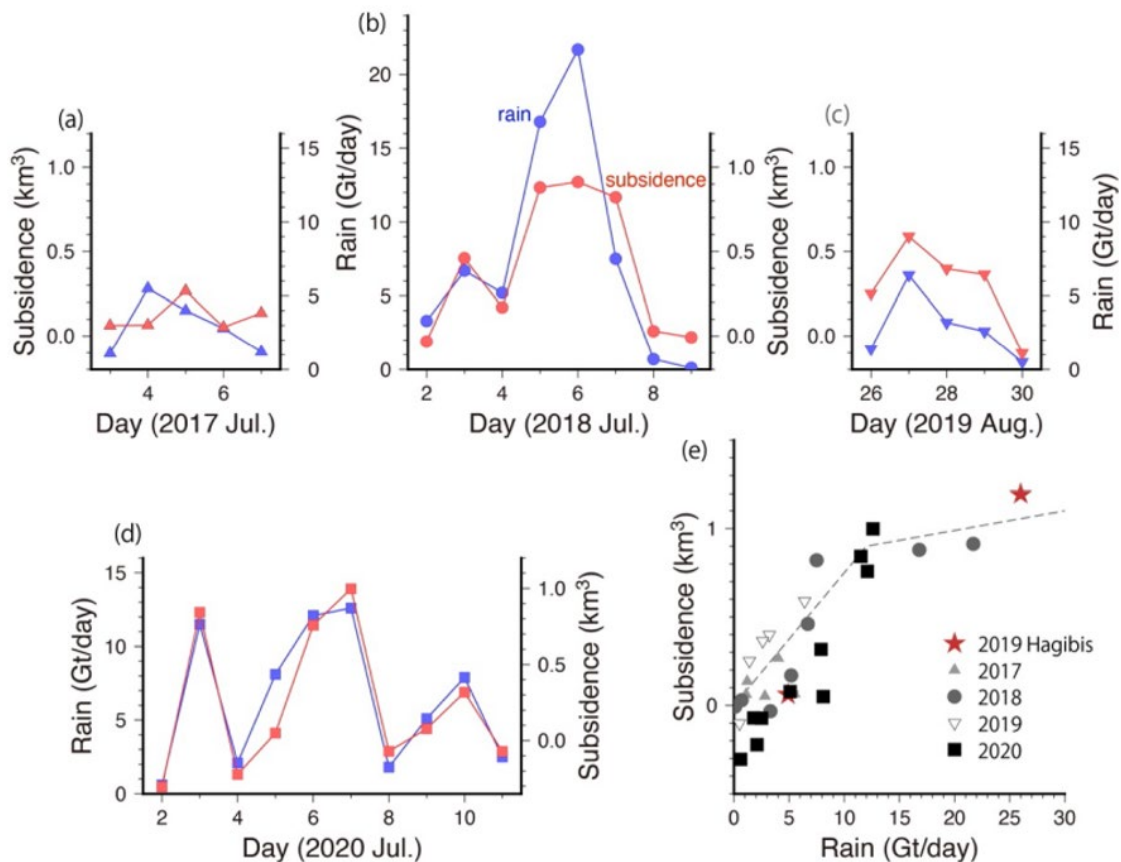 (a)
Subsidence (km³)
1.0
0.5
0.0
15
10
5
0
4 6
Day (2017 Jul.)
(b)
Rain (Gt/day)
20
15
10
5
0
rain
subsidence
1.0
0.5
0.0
Subsidence (km³)
2 4 6 8
Day (2018 Jul.)
(c)
1.0
0.5
0.0
15
10
5
0
Rain (Gt/day)
26 28 30
Day (2019 Aug.)
(d)
Rain (Gt/day)
15
10
5
0
1.0
0.5
0.0
Subsidence (km³)
2 4 6 8 10
Day (2020 Jul.)
(e)
Subsidence (km³)
1
0
2019 Hagibis
2017
2018
2019
2020
0 5 10 15 20 25 30
Rain (Gt/day)